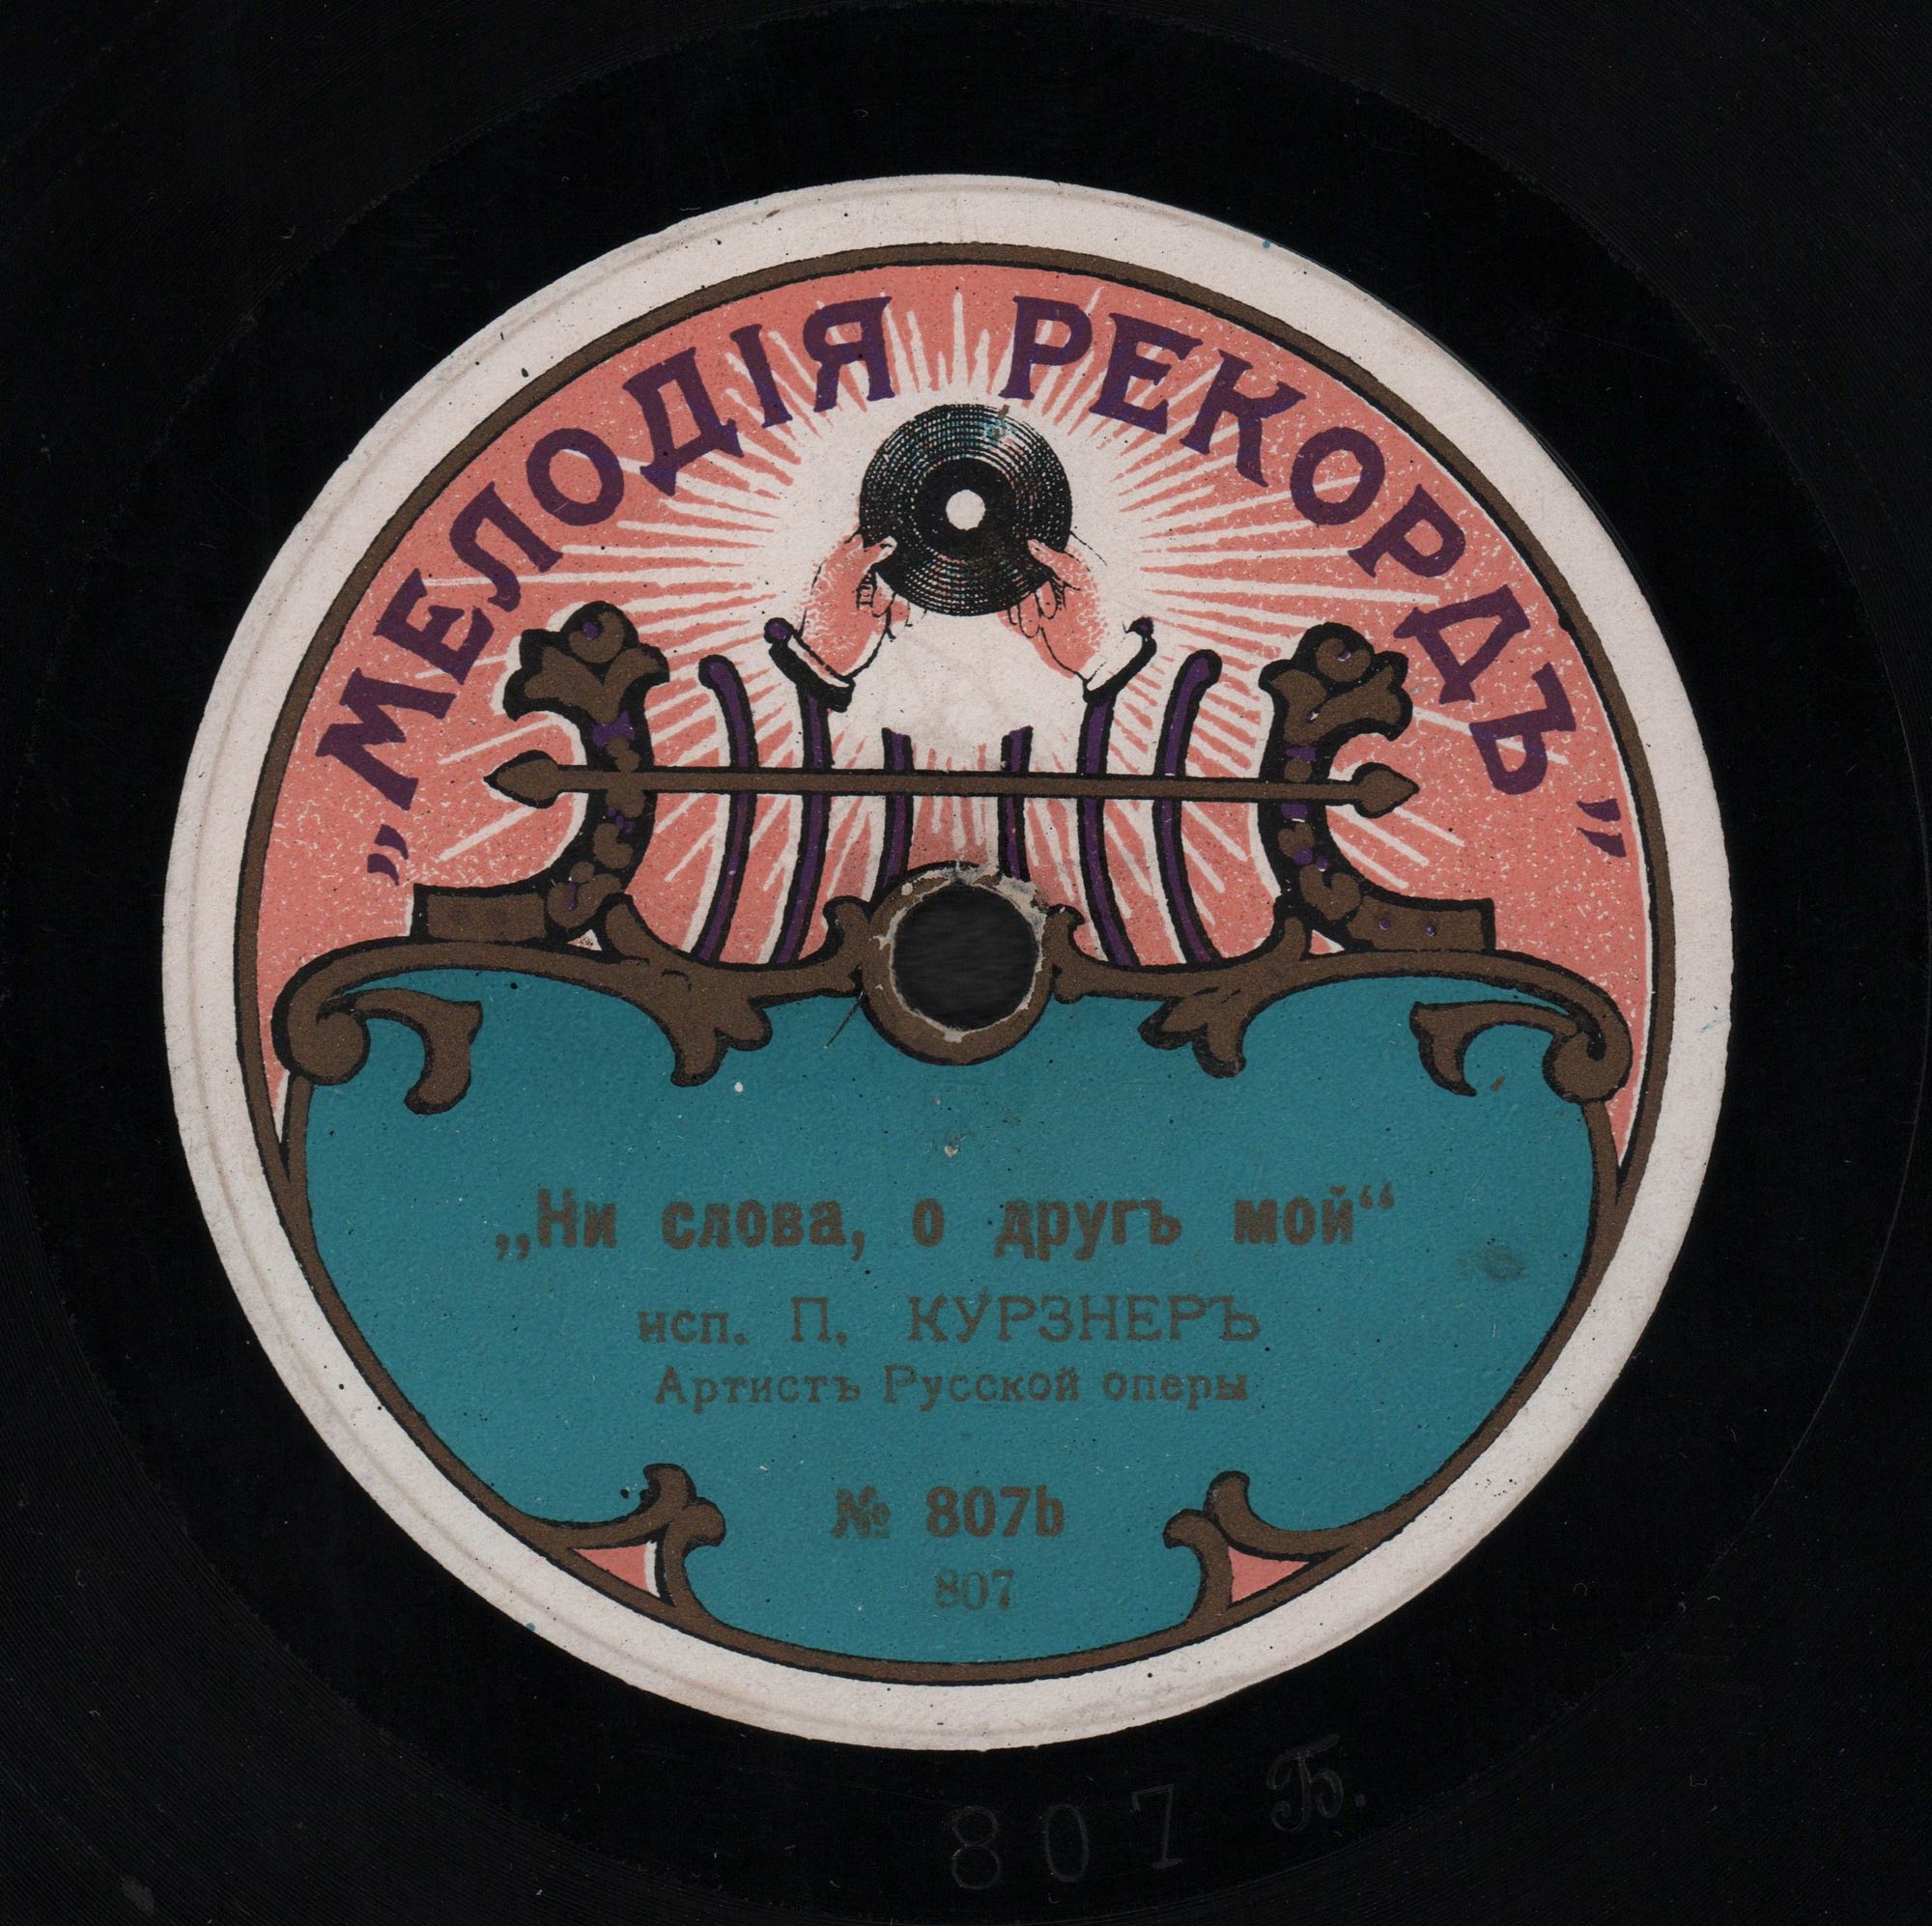 „МЕЛОДІЯ РЕКОРДЪ”
„Ни слова, о другъ мой“
исп. П. КУРЗНЕРЪ
Артистъ Русской оперы
№ 807b
807
807 Б.